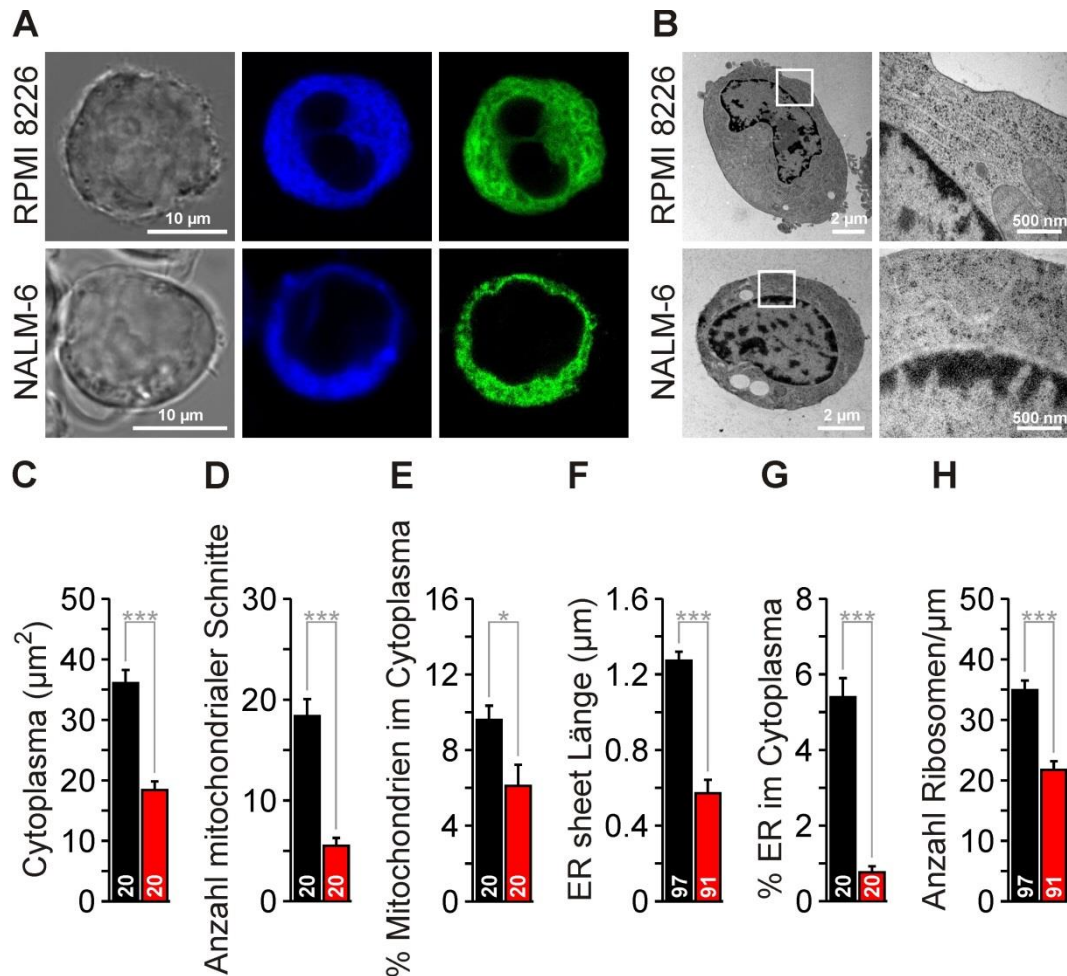 A
B
RPMI 8226
10 µm
RPMI 8226
2 µm
500 nm
NALM-6
10 µm
NALM-6
2 µm
500 nm
C
D
E
F
G
H
Cytoplasma (µm²)
50
40
30
20
10
0
***
20
20
Anzahl mitochondrialer Schnitte
30
20
10
0
***
20
20
% Mitochondrien im Cytoplasma
16
12
8
4
0
*
20
20
ER sheet Länge (µm)
1.6
1.2
0.8
0.4
0
***
97
91
% ER im Cytoplasma
8
6
4
2
0
***
20
20
Anzahl Ribosomen/µm
50
40
30
20
10
0
***
97
91